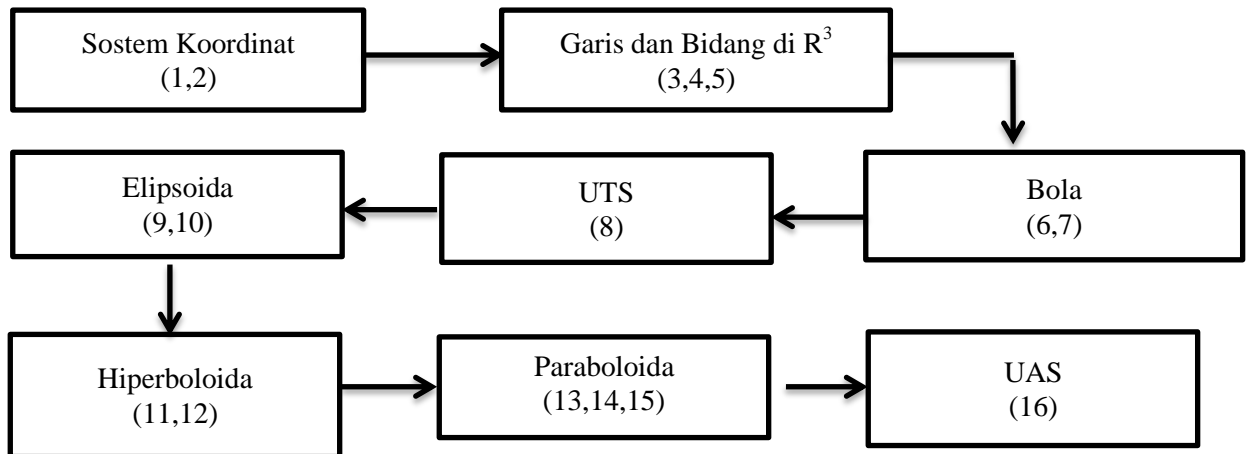 Sostem Koordinat
(1,2)
Garis dan Bidang di R³
(3,4,5)
Bola
(6,7)
UTS
(8)
Elipsoida
(9,10)
Hiperboloida
(11,12)
Paraboloida
(13,14,15)
UAS
(16)